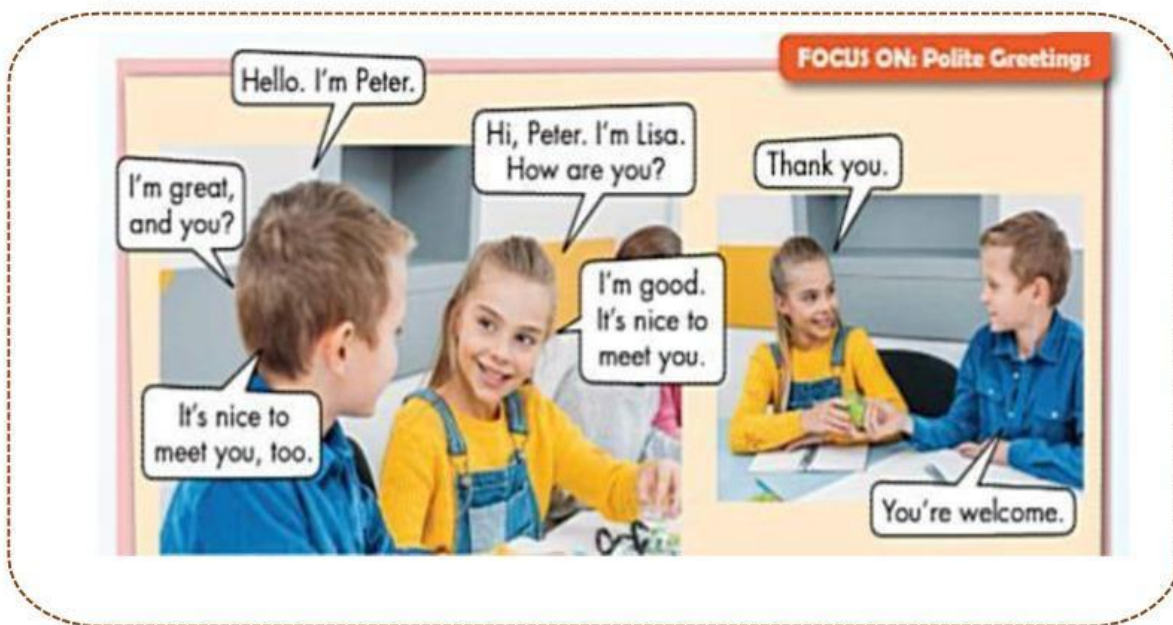 FOCUS ON: Polite Greetings
Hello. I'm Peter.
Hi, Peter. I'm Lisa.
How are you?
I'm great,
and you?
I'm good.
It's nice to
meet you.
It's nice to
meet you, too.
Thank you.
You're welcome.